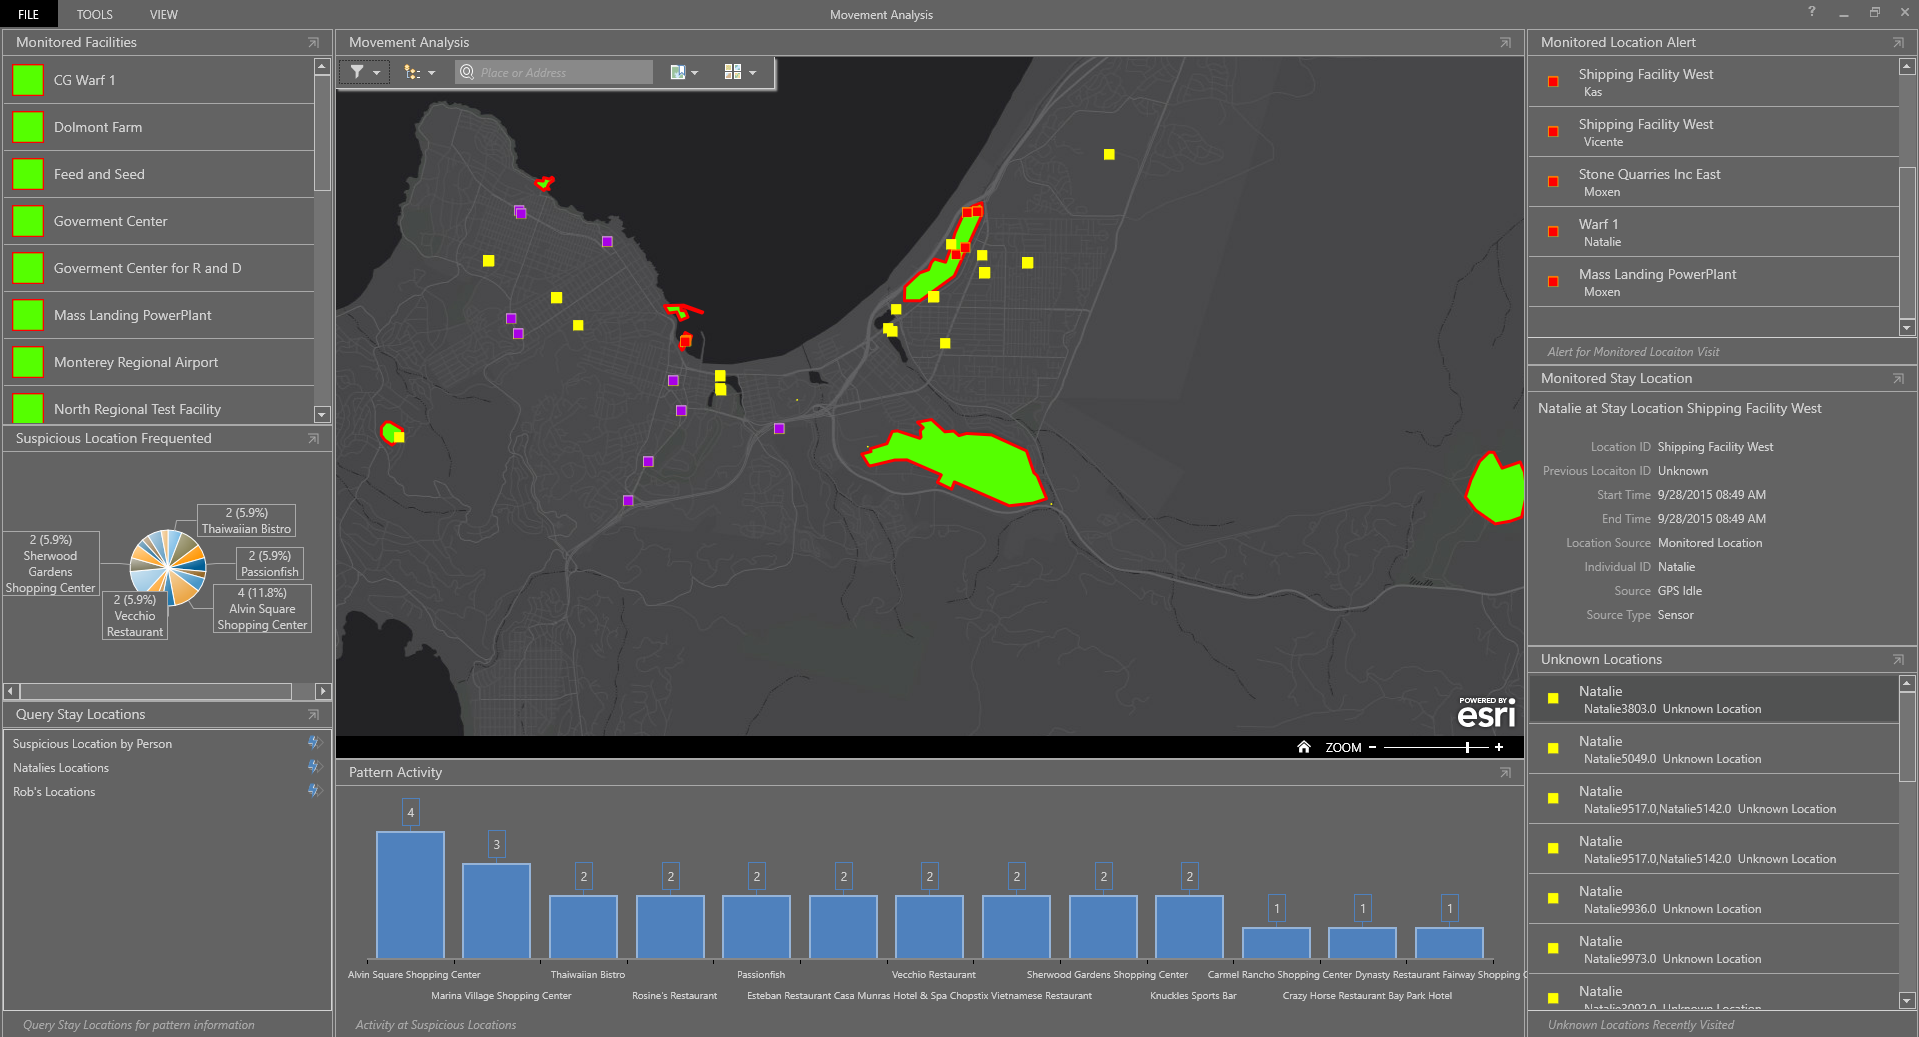 FILE TOOLS VIEW
Movement Analysis
Monitored Facilities
CG Warf 1
Dolmont Farm
Feed and Seed
Goverment Center
Goverment Center for R and D
Mass Landing PowerPlant
Monterey Regional Airport
North Regional Test Facility
Suspicious Location Frequented
2 (5.9%)
Thaiwaiian Bistro
2 (5.9%)
Sherwood
Gardens
Shopping Center
2 (5.9%)
Passionfish
4 (11.8%)
Alvin Square
Shopping Center
2 (5.9%)
Vecchio
Restaurant
Query Stay Locations
Suspicious Location by Person
Natalies Locations
Rob's Locations
Query Stay Locations for pattern information
Movement Analysis
Place or Address
POWERED BY
esri
ZOOM
Pattern Activity
4
3
2
2
2
2
2
2
2
2
1
1
1
Alvin Square Shopping Center
Marina Village Shopping Center
Thaiwaiian Bistro
Rosine's Restaurant
Passionfish
Esteban Restaurant Casa Munras Hotel & Spa
Vecchio Restaurant
Chopstix Vietnamese Restaurant
Sherwood Gardens Shopping Center
Knuckles Sports Bar
Carmel Rancho Shopping Center
Crazy Horse Restaurant Bay Park Hotel
Dynasty Restaurant
Fairway Shopping C
Activity at Suspicious Locations
Monitored Location Alert
Shipping Facility West
Kas
Shipping Facility West
Vicente
Stone Quarries Inc East
Moxen
Warf 1
Natalie
Mass Landing PowerPlant
Moxen
Alert for Monitored Locaiton Visit
Monitored Stay Location
Natalie at Stay Location Shipping Facility West
Location ID Shipping Facility West
Previous Locaiton ID Unknown
Start Time 9/28/2015 08:49 AM
End Time 9/28/2015 08:49 AM
Location Source Monitored Location
Individual ID Natalie
Source GPS Idle
Source Type Sensor
Unknown Locations
Natalie
Natalie3803.0 Unknown Location
Natalie
Natalie5049.0 Unknown Location
Natalie
Natalie9517.0,Natalie5142.0 Unknown Location
Natalie
Natalie9517.0,Natalie5142.0 Unknown Location
Natalie
Natalie9936.0 Unknown Location
Natalie
Natalie9973.0 Unknown Location
Natalie
Natalie3092.0 Unknown Location
Unknown Locations Recently Visited